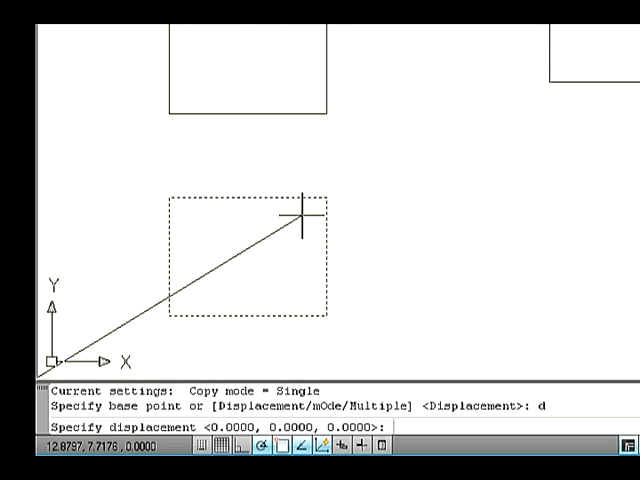 Y
X
Current settings:  Copy mode = Single
Specify base point or [Displacement/mOde/Multiple] <Displacement>: d
Specify displacement <0.0000, 0.0000, 0.0000>:
12.8797, 7.7176 , 0.0000